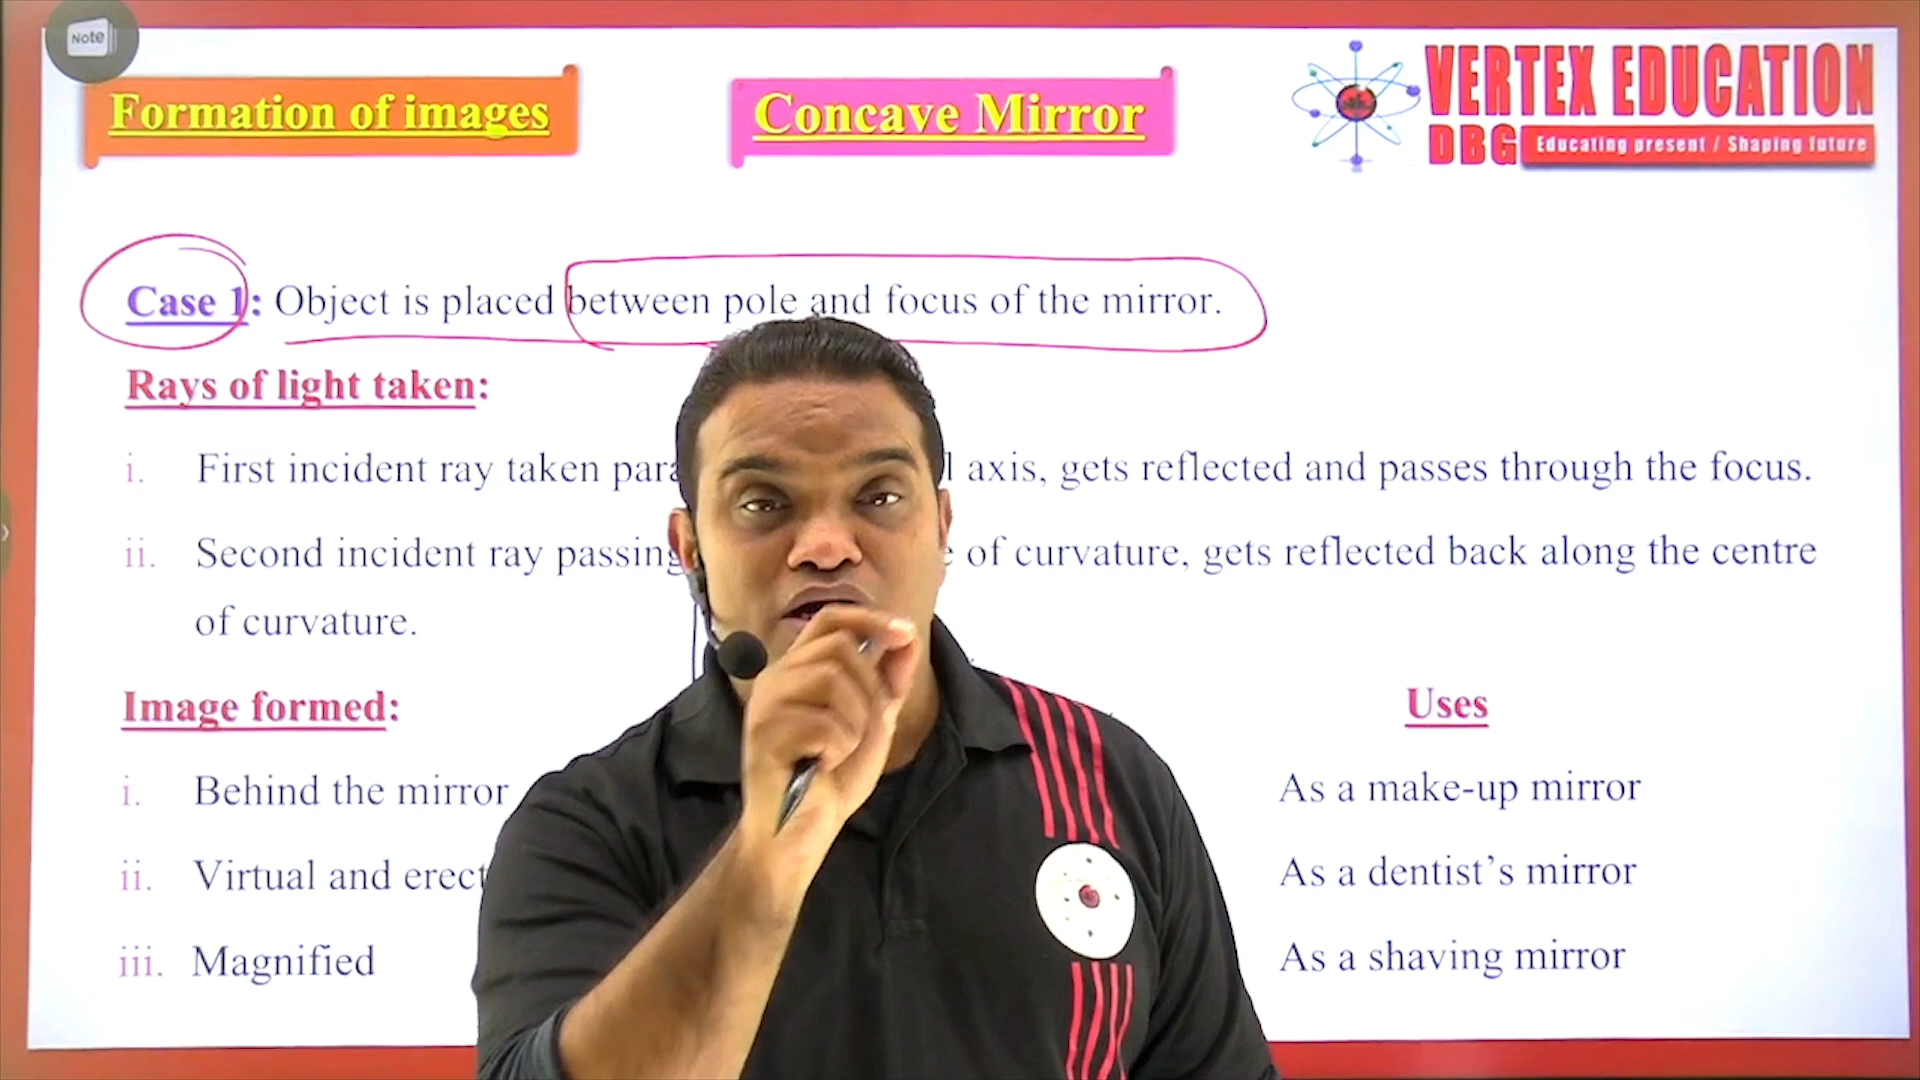 Note
Formation of images
Concave Mirror
VERTEX EDUCATION
DBG
Educating present / Shaping future
Case 1: Object is placed between pole and focus of the mirror.
Rays of light taken:
i. First incident ray taken axis, gets reflected and passes through the focus.
ii. Second incident ray passing of curvature, gets reflected back along the centre
of curvature.
Image formed:
i. Behind the mirror
ii. Virtual and erect
iii. Magnified
Uses
As a make-up mirror
As a dentist’s mirror
As a shaving mirror